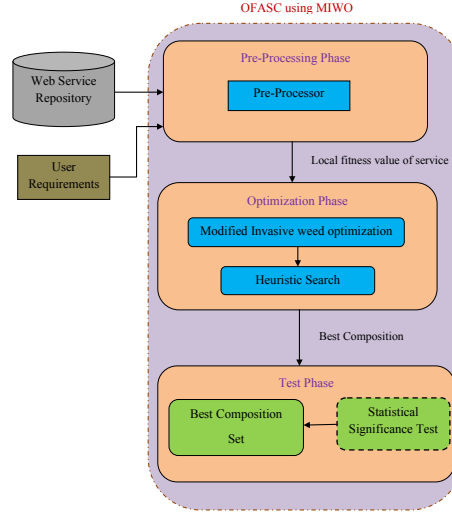 OFASC using MIWO
Pre-Processing Phase
Web Service
Repository
Pre-Processor
User
Requirements
Local fitness value of service
Optimization Phase
Modified Invasive weed optimization
Heuristic Search
Best Composition
Test Phase
Best Composition
Set
Statistical
Significance Test